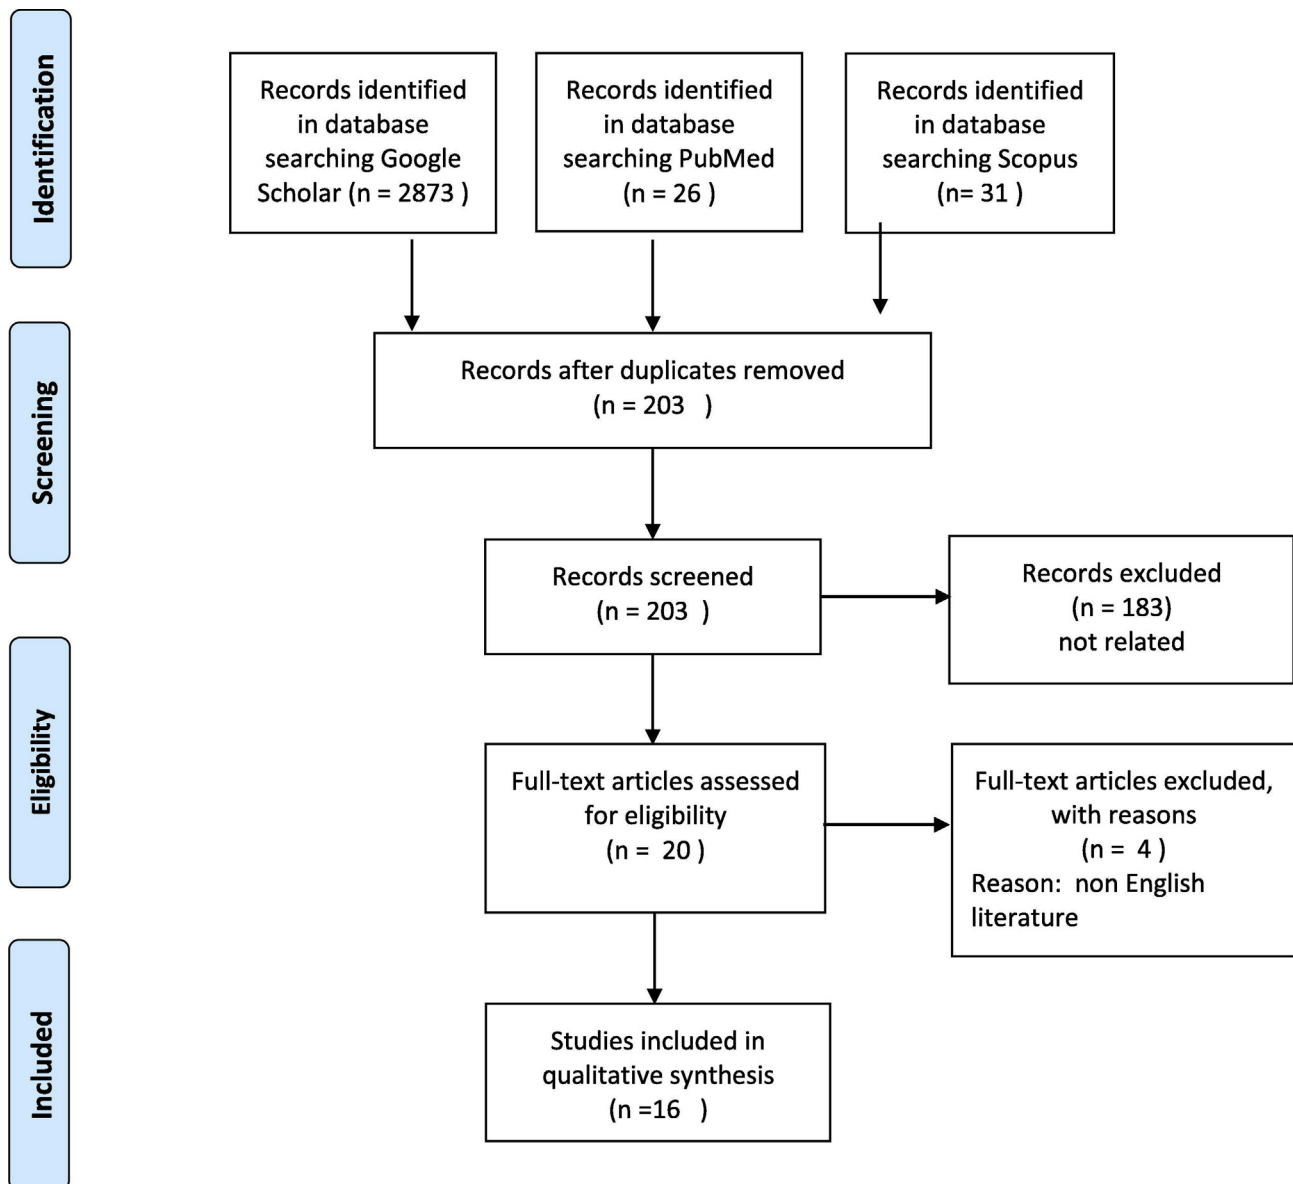 Identification
Records identified
in database
searching Google
Scholar (n = 2873 )
Records identified
in database
searching PubMed
(n = 26 )
Records identified
in database
searching Scopus
(n= 31 )
Screening
Records after duplicates removed
(n = 203 )
Records screened
(n = 203 )
Records excluded
(n = 183)
not related
Eligibility
Full-text articles assessed
for eligibility
(n = 20 )
Full-text articles excluded,
with reasons
(n = 4 )
Reason: non English
literature
Included
Studies included in
qualitative synthesis
(n =16 )